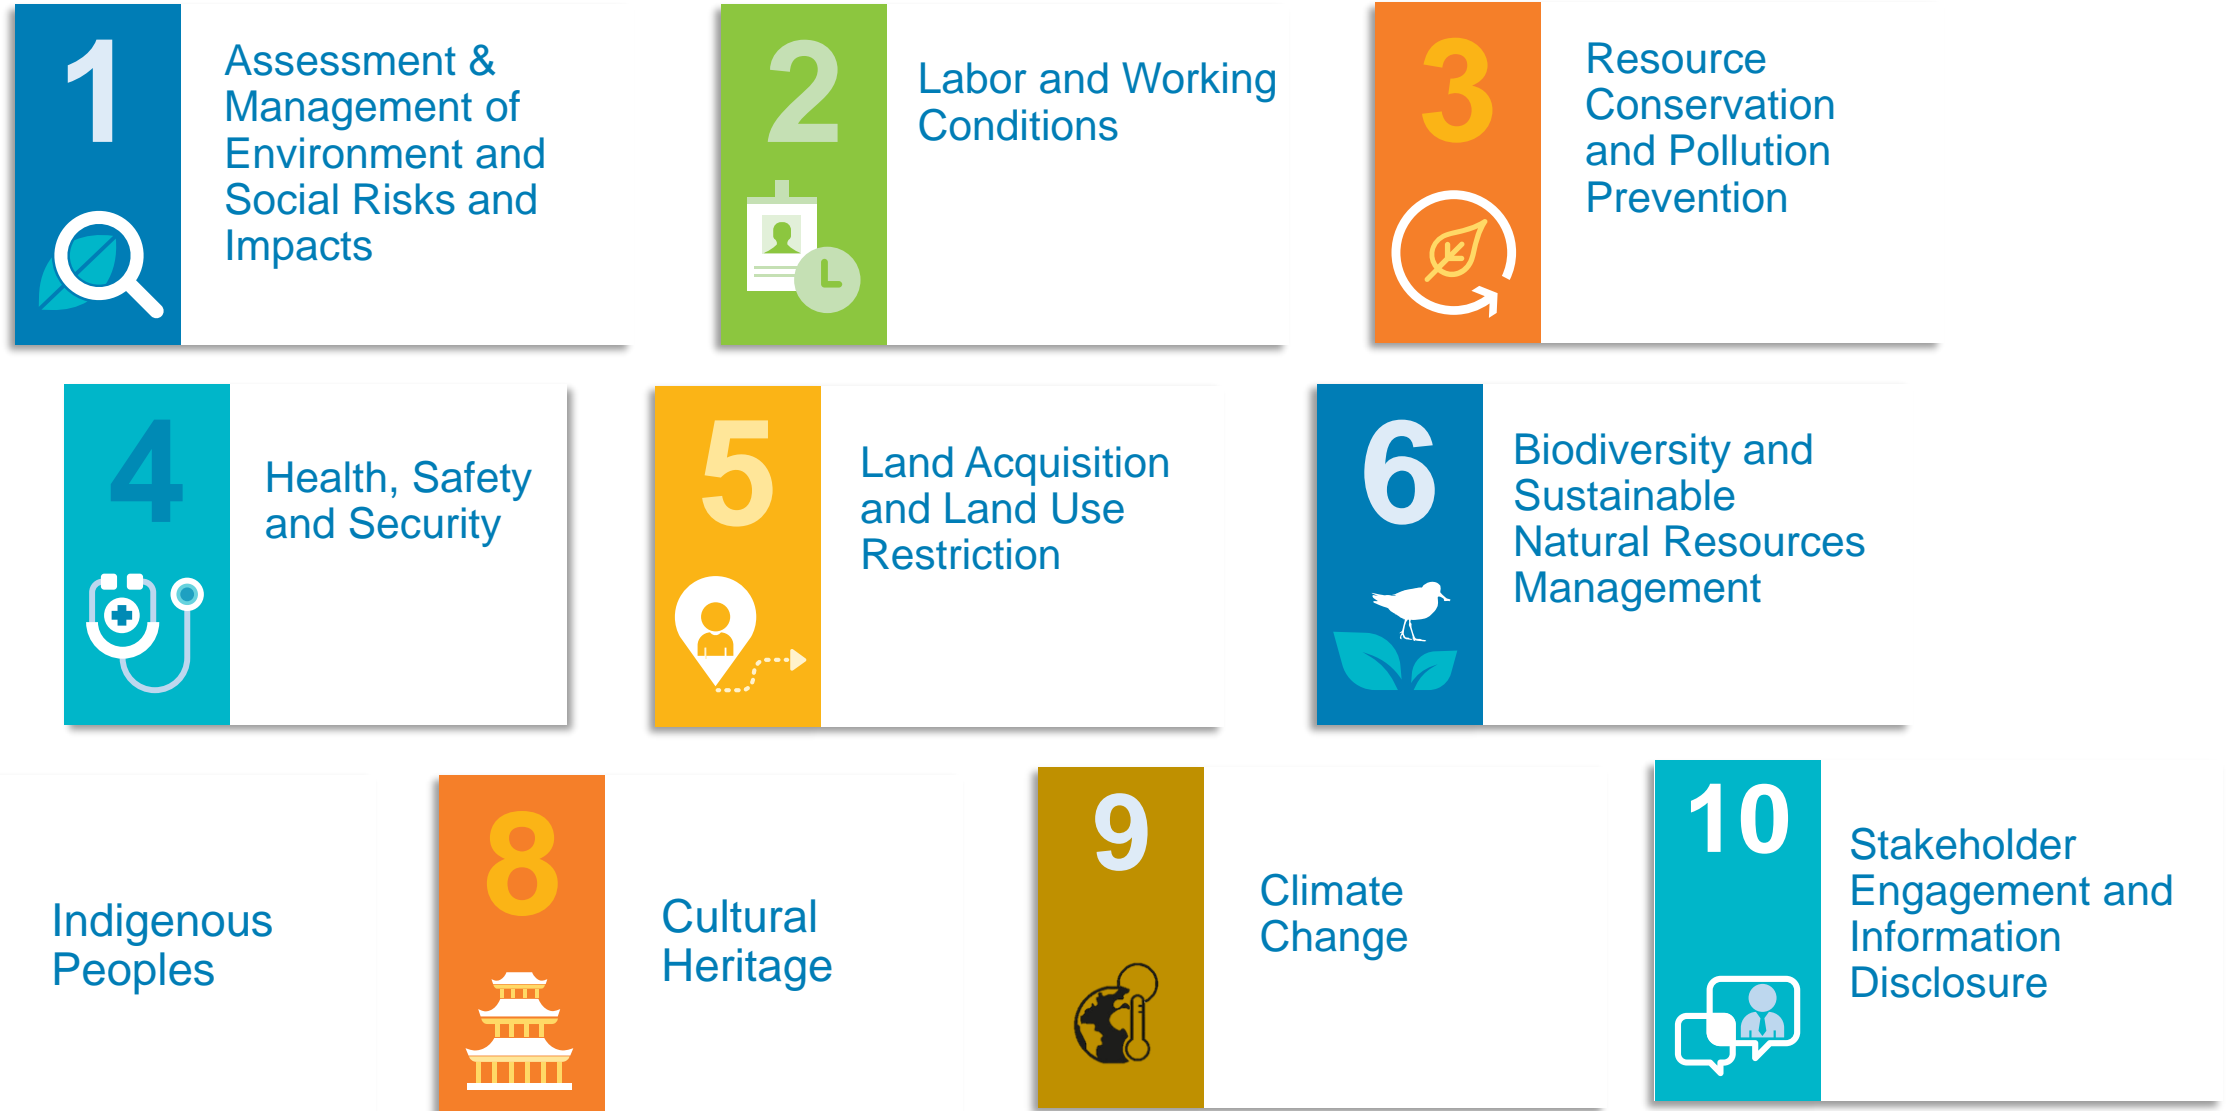 1
Assessment &
Management of
Environment and
Social Risks and
Impacts
2
Labor and Working
Conditions
3
Resource
Conservation
and Pollution
Prevention
4
Health, Safety
and Security
5
Land Acquisition
and Land Use
Restriction
6
Biodiversity and
Sustainable
Natural Resources
Management
Indigenous
Peoples
8
Cultural
Heritage
9
Climate
Change
10
Stakeholder
Engagement and
Information
Disclosure